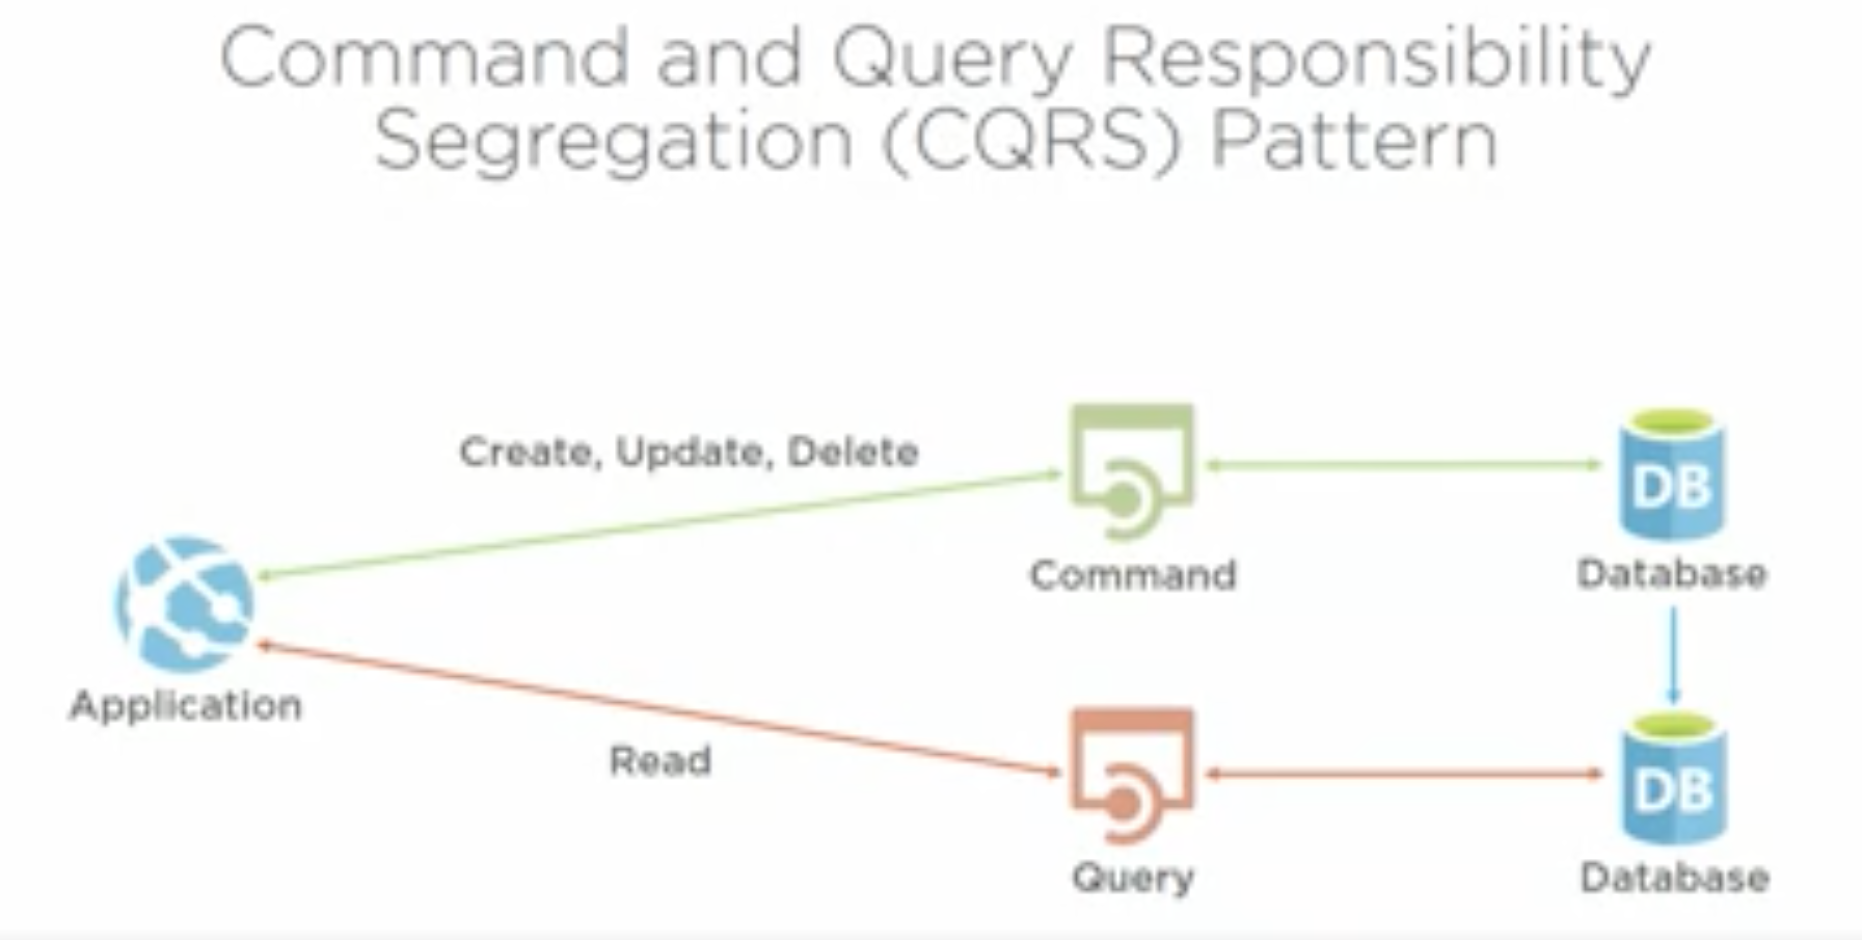 Command and Query Responsibility
Segregation (CQRS) Pattern
Create, Update, Delete
DB
Command
Database
Application
Read
DB
Query
Database